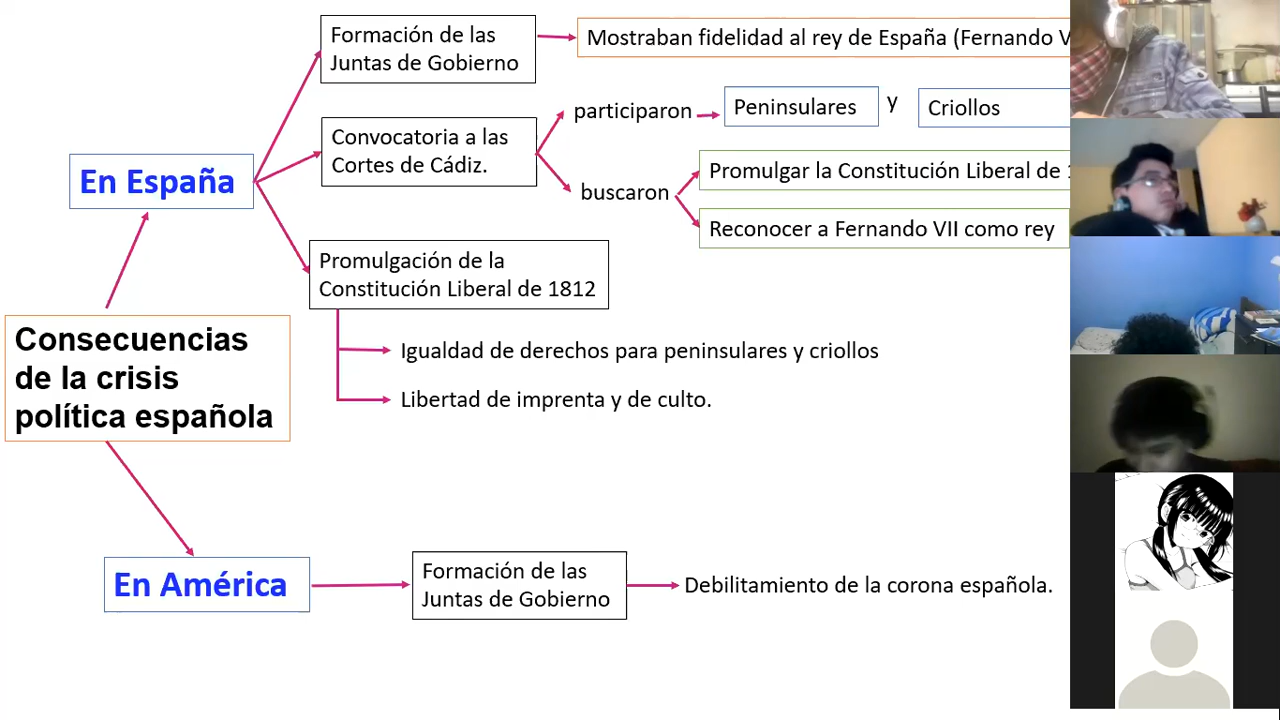 Formación de las
Juntas de Gobierno
Mostraban fidelidad al rey de España (Fernando
Convocatoria a las
Cortes de Cádiz.
participaron
Peninsulares
y
Criollos
buscaron
Promulgar la Constitución Liberal de
Reconocer a Fernando VII como rey
En España
Promulgación de la
Constitución Liberal de 1812
Igualdad de derechos para peninsulares y criollos
Libertad de imprenta y de culto.
Consecuencias
de la crisis
política española
En América
Formación de las
Juntas de Gobierno
Debilitamiento de la corona española.